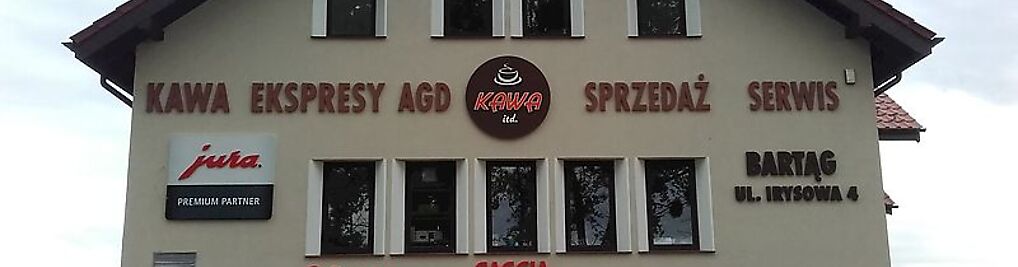 KAWA EKSPRESY AGD
KAWA
itd.
SPRZEDAŻ SERWIS
jura
PREMIUM PARTNER
BARTĄG
UL. IRYSOWA 4